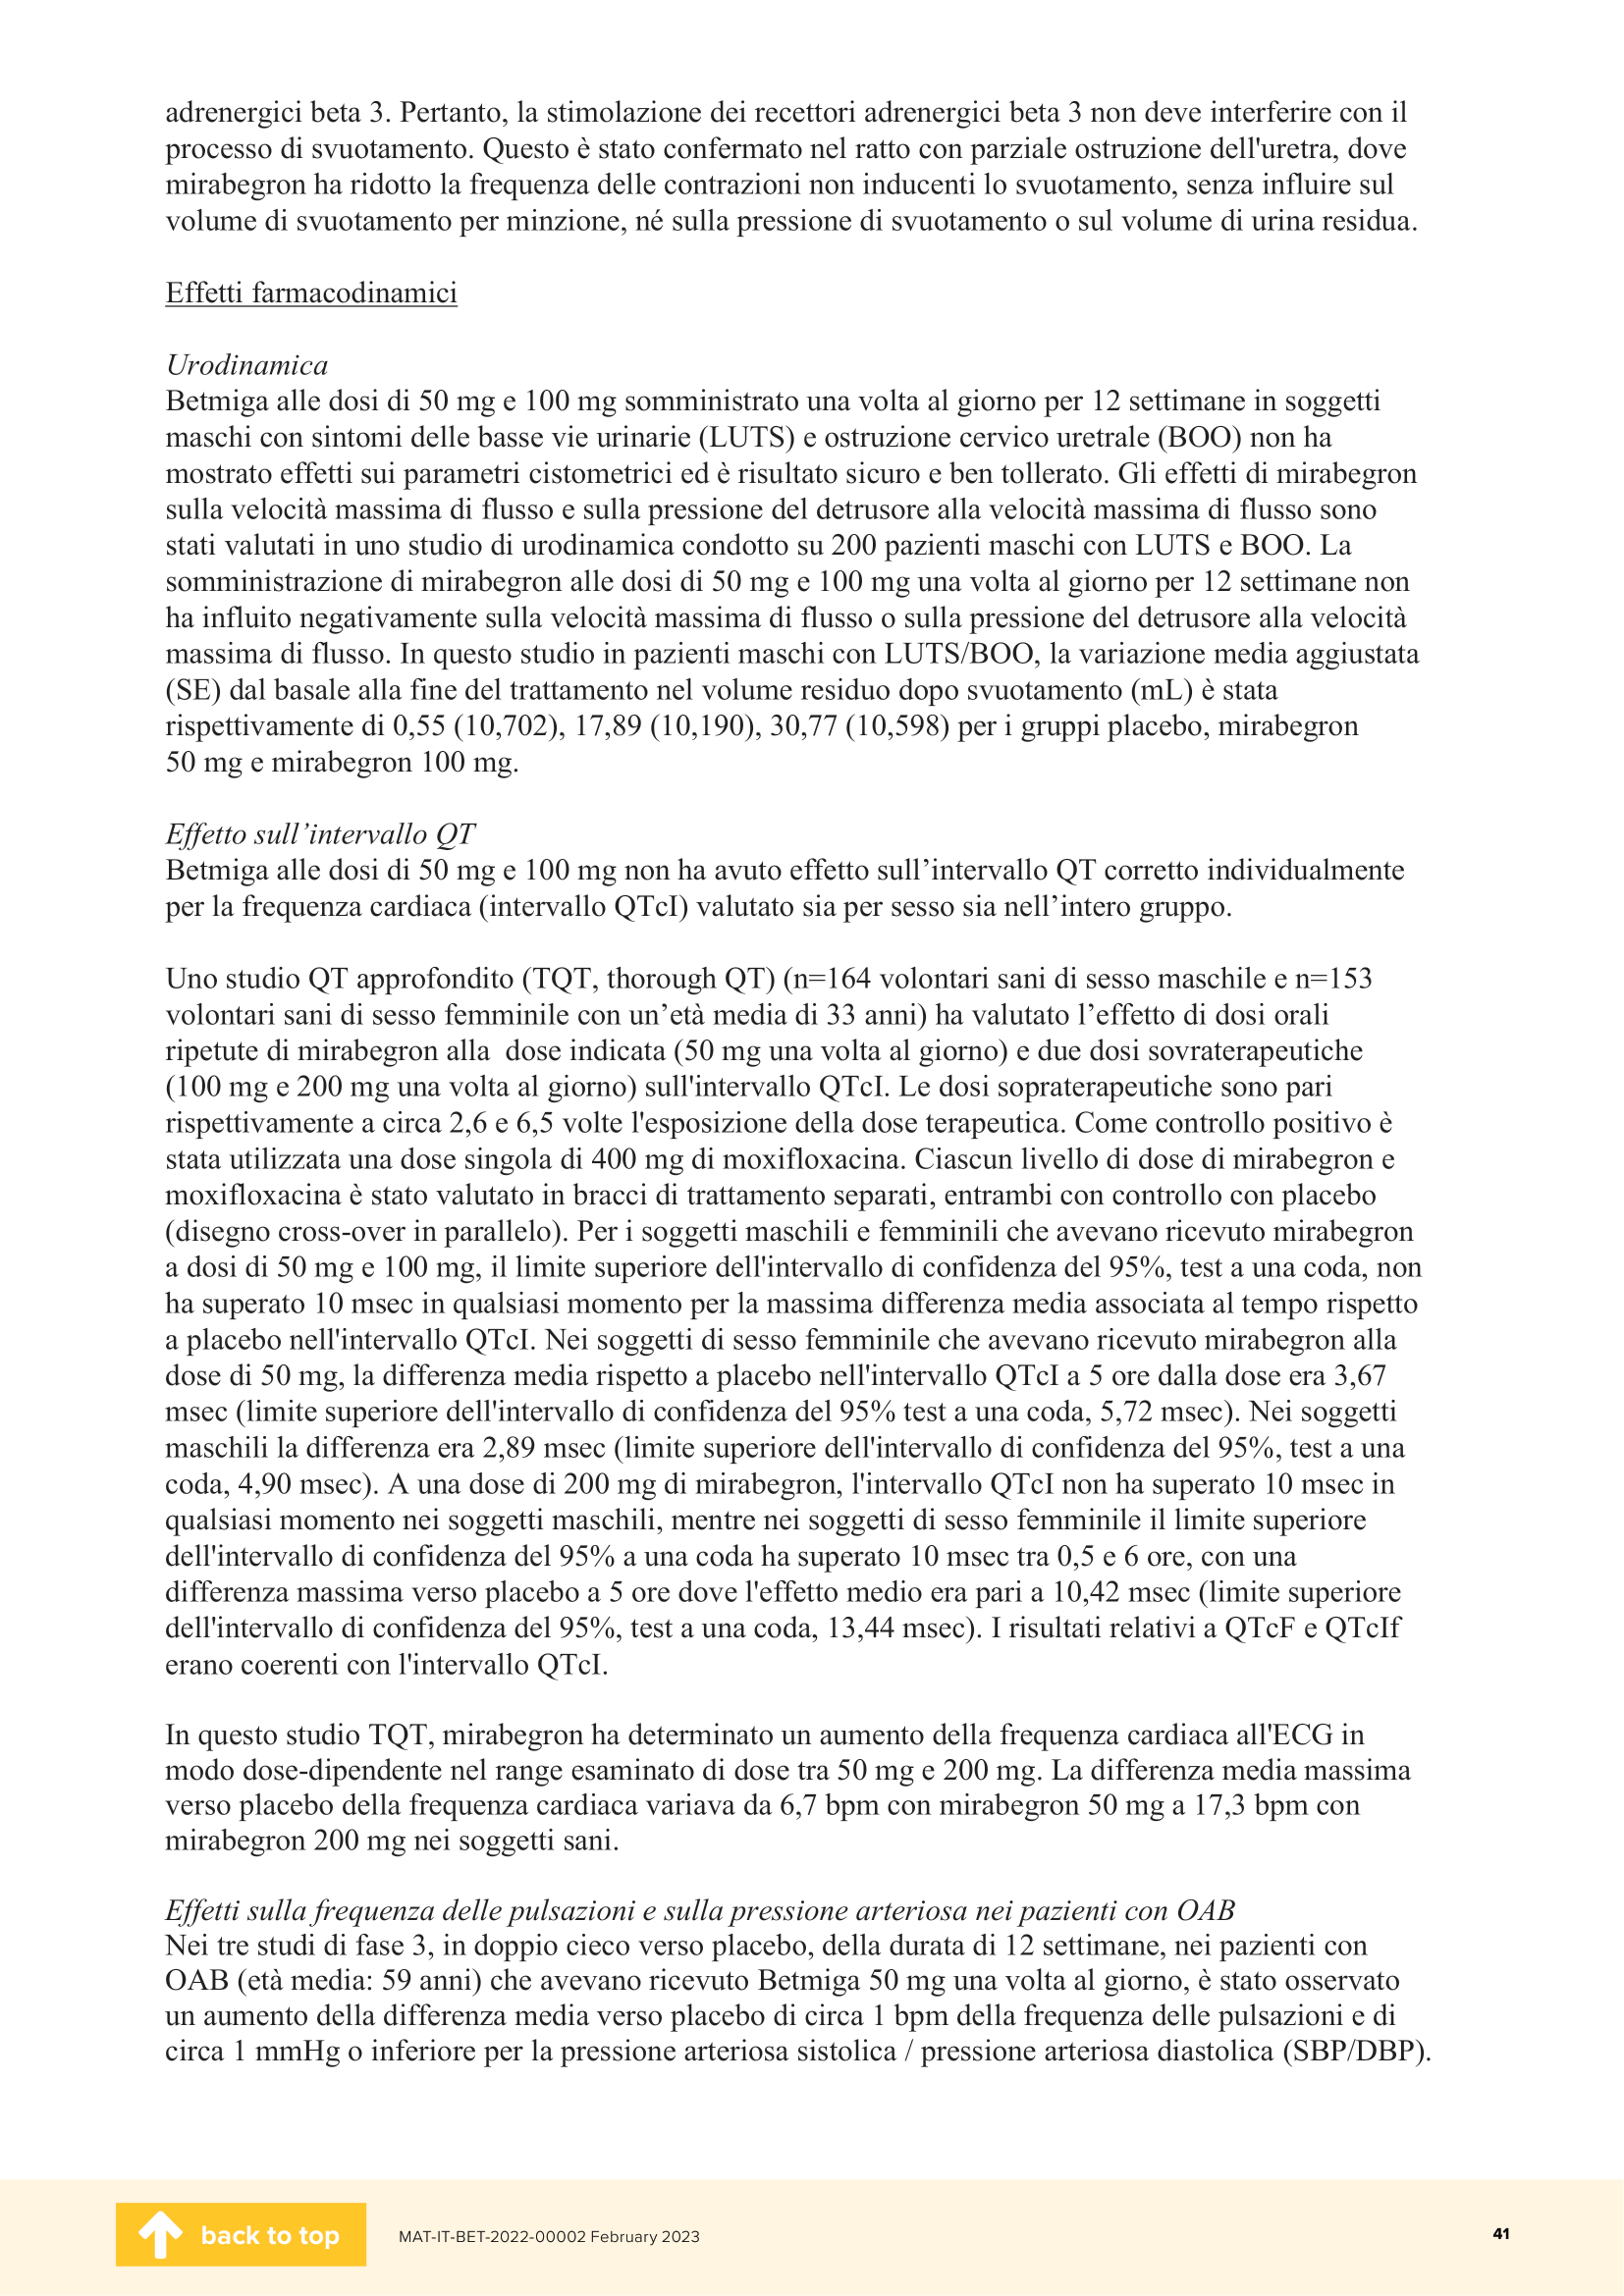 adrenergici beta 3. Pertanto, la stimolazione dei recettori adrenergici beta 3 non deve interferire con il
processo di svuotamento. Questo è stato confermato nel ratto con parziale ostruzione dell'uretra, dove
mirabegron ha ridotto la frequenza delle contrazioni non inducenti lo svuotamento, senza influire sul
volume di svuotamento per minzione, né sulla pressione di svuotamento o sul volume di urina residua.
Effetti farmacodinamici
Urodinamica
Betmiga alle dosi di 50 mg e 100 mg somministrato una volta al giorno per 12 settimane in soggetti
maschi con sintomi delle basse vie urinarie (LUTS) e ostruzione cervico uretrale (BOO) non ha
mostrato effetti sui parametri cistometrici ed è risultato sicuro e ben tollerato. Gli effetti di mirabegron
sulla velocità massima di flusso e sulla pressione del detrusore alla velocità massima di flusso sono
stati valutati in uno studio di urodinamica condotto su 200 pazienti maschi con LUTS e BOO. La
somministrazione di mirabegron alle dosi di 50 mg e 100 mg una volta al giorno per 12 settimane non
ha influito negativamente sulla velocità massima di flusso o sulla pressione del detrusore alla velocità
massima di flusso. In questo studio in pazienti maschi con LUTS/BOO, la variazione media aggiustata
(SE) dal basale alla fine del trattamento nel volume residuo dopo svuotamento (mL) è stata
rispettivamente di 0,55 (10,702), 17,89 (10,190), 30,77 (10,598) per i gruppi placebo, mirabegron
50 mg e mirabegron 100 mg.
Effetto sull’intervallo QT
Betmiga alle dosi di 50 mg e 100 mg non ha avuto effetto sull’intervallo QT corretto individualmente
per la frequenza cardiaca (intervallo QTcI) valutato sia per sesso sia nell’intero gruppo.
Uno studio QT approfondito (TQT, thorough QT) (n=164 volontari sani di sesso maschile e n=153
volontari sani di sesso femminile con un’età media di 33 anni) ha valutato l’effetto di dosi orali
ripetute di mirabegron alla  dose indicata (50 mg una volta al giorno) e due dosi sovraterapeutiche
(100 mg e 200 mg una volta al giorno) sull'intervallo QTcI. Le dosi sopraterapeutiche sono pari
rispettivamente a circa 2,6 e 6,5 volte l'esposizione della dose terapeutica. Come controllo positivo è
stata utilizzata una dose singola di 400 mg di moxifloxacina. Ciascun livello di dose di mirabegron e
moxifloxacina è stato valutato in bracci di trattamento separati, entrambi con controllo con placebo
(disegno cross-over in parallelo). Per i soggetti maschili e femminili che avevano ricevuto mirabegron
a dosi di 50 mg e 100 mg, il limite superiore dell'intervallo di confidenza del 95%, test a una coda, non
ha superato 10 msec in qualsiasi momento per la massima differenza media associata al tempo rispetto
a placebo nell'intervallo QTcI. Nei soggetti di sesso femminile che avevano ricevuto mirabegron alla
dose di 50 mg, la differenza media rispetto a placebo nell'intervallo QTcI a 5 ore dalla dose era 3,67
msec (limite superiore dell'intervallo di confidenza del 95% test a una coda, 5,72 msec). Nei soggetti
maschili la differenza era 2,89 msec (limite superiore dell'intervallo di confidenza del 95%, test a una
coda, 4,90 msec). A una dose di 200 mg di mirabegron, l'intervallo QTcI non ha superato 10 msec in
qualsiasi momento nei soggetti maschili, mentre nei soggetti di sesso femminile il limite superiore
dell'intervallo di confidenza del 95% a una coda ha superato 10 msec tra 0,5 e 6 ore, con una
differenza massima verso placebo a 5 ore dove l'effetto medio era pari a 10,42 msec (limite superiore
dell'intervallo di confidenza del 95%, test a una coda, 13,44 msec). I risultati relativi a QTcF e QTcIf
erano coerenti con l'intervallo QTcI.
In questo studio TQT, mirabegron ha determinato un aumento della frequenza cardiaca all'ECG in
modo dose-dipendente nel range esaminato di dose tra 50 mg e 200 mg. La differenza media massima
verso placebo della frequenza cardiaca variava da 6,7 bpm con mirabegron 50 mg a 17,3 bpm con
mirabegron 200 mg nei soggetti sani.
Effetti sulla frequenza delle pulsazioni e sulla pressione arteriosa nei pazienti con OAB
Nei tre studi di fase 3, in doppio cieco verso placebo, della durata di 12 settimane, nei pazienti con
OAB (età media: 59 anni) che avevano ricevuto Betmiga 50 mg una volta al giorno, è stato osservato
un aumento della differenza media verso placebo di circa 1 bpm della frequenza delle pulsazioni e di
circa 1 mmHg o inferiore per la pressione arteriosa sistolica / pressione arteriosa diastolica (SBP/DBP).
back to top
MAT-IT-BET-2022-00002 February 2023
41